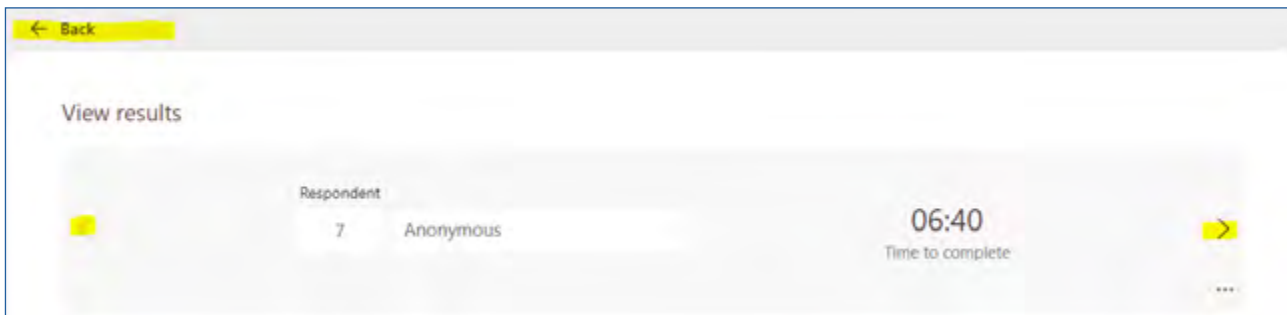 ← Back
View results
Respondent
7 Anonymous
06:40
Time to complete
...